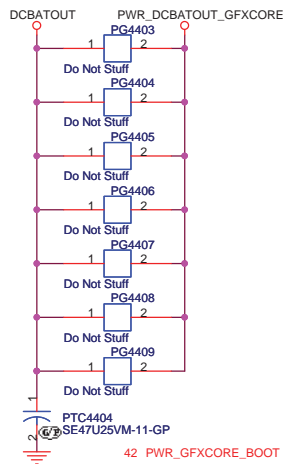 DCBATOUT PWR_DCBATOUT_GFXCORE
PG4403
1 2
Do Not Stuff
PG4404
1 2
Do Not Stuff
PG4405
1 2
Do Not Stuff
PG4406
1 2
Do Not Stuff
PG4407
1 2
Do Not Stuff
PG4408
1 2
Do Not Stuff
PG4409
1 2
Do Not Stuff
1
PTC4404
2 SE47U25VM-11-GP
42 PWR_GFXCORE_BOOT